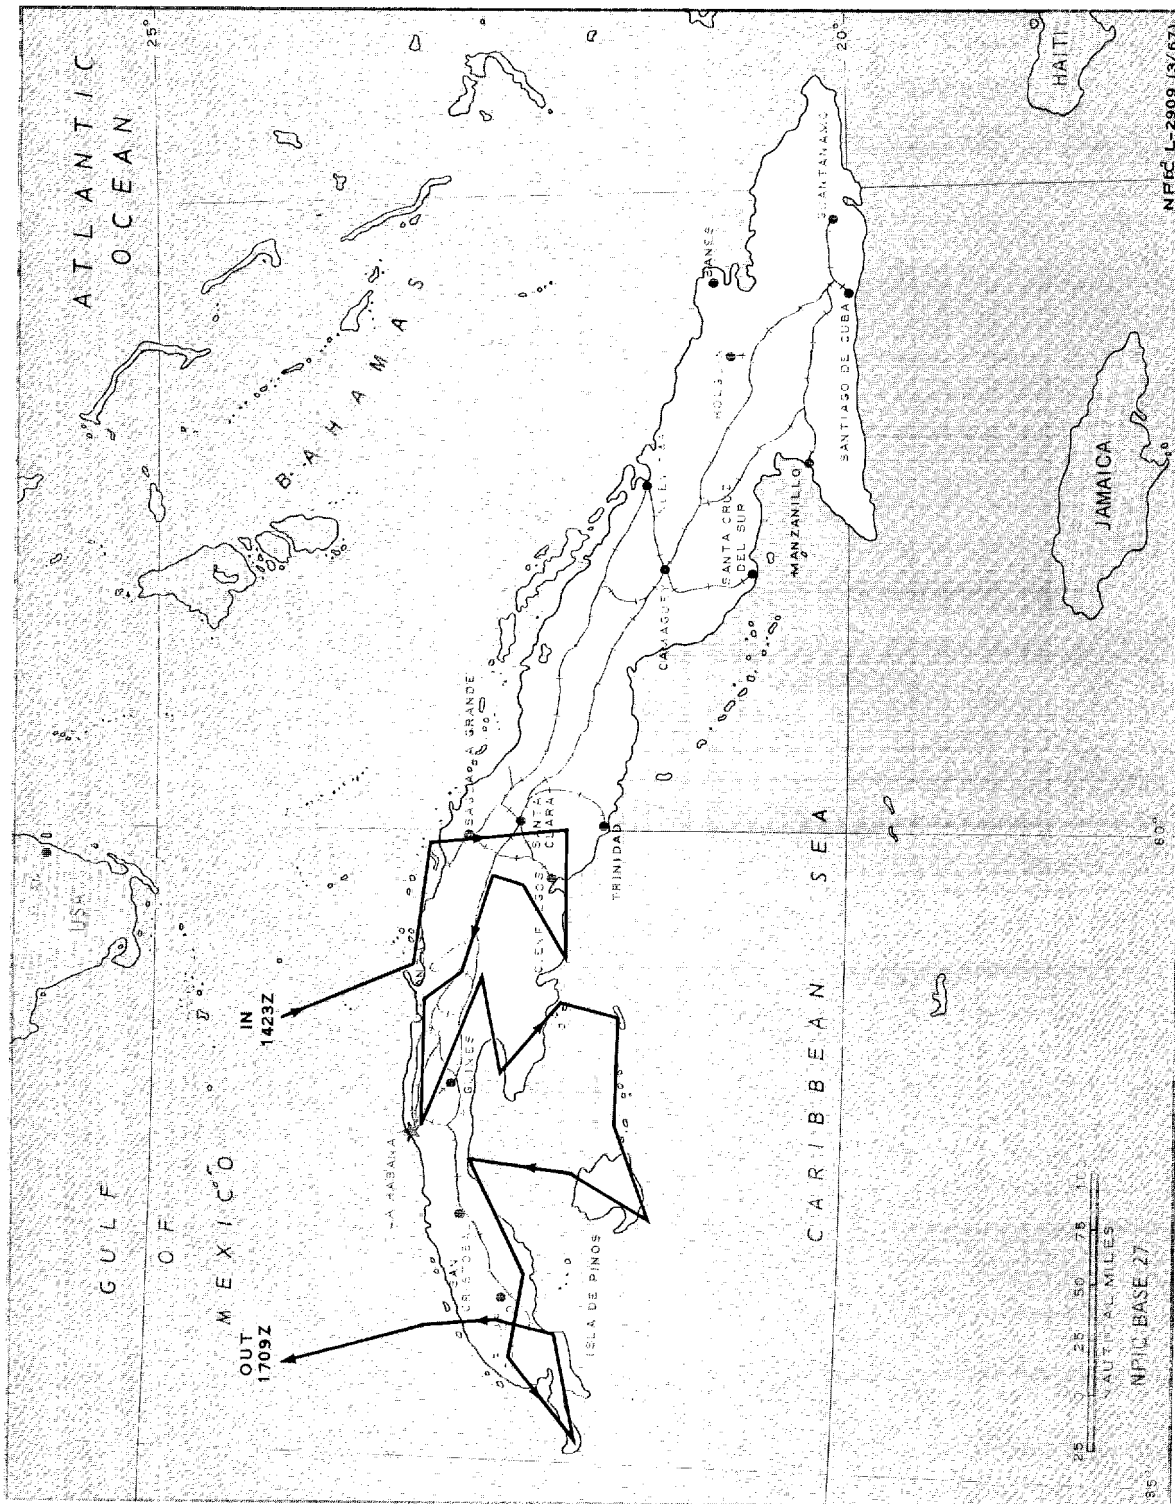 ATLANTIC
OCEAN
25°
GULF
OF
MEXICO
USA
BAHAMAS
IN
1423Z
OUT
1709Z
SAGUA LA GRANDE
SANTA
CLARA
CIENFUEGOS
TRINIDAD
GUINES
LA HABANA
SAN
CRISTOBAL
ISLA DE PINOS
CAMAGUEY
SANTA CRUZ
DEL SUR
MANZANILLO
BANES
GUANTANAMO
SANTIAGO DE CUBA
20°
HAITI
JAMAICA
CARIBBEAN SEA
80°
85
25 0 25 50 75
NAUTICAL MILES
NPIC BASE 27
NPIC L-2909 (3/67)